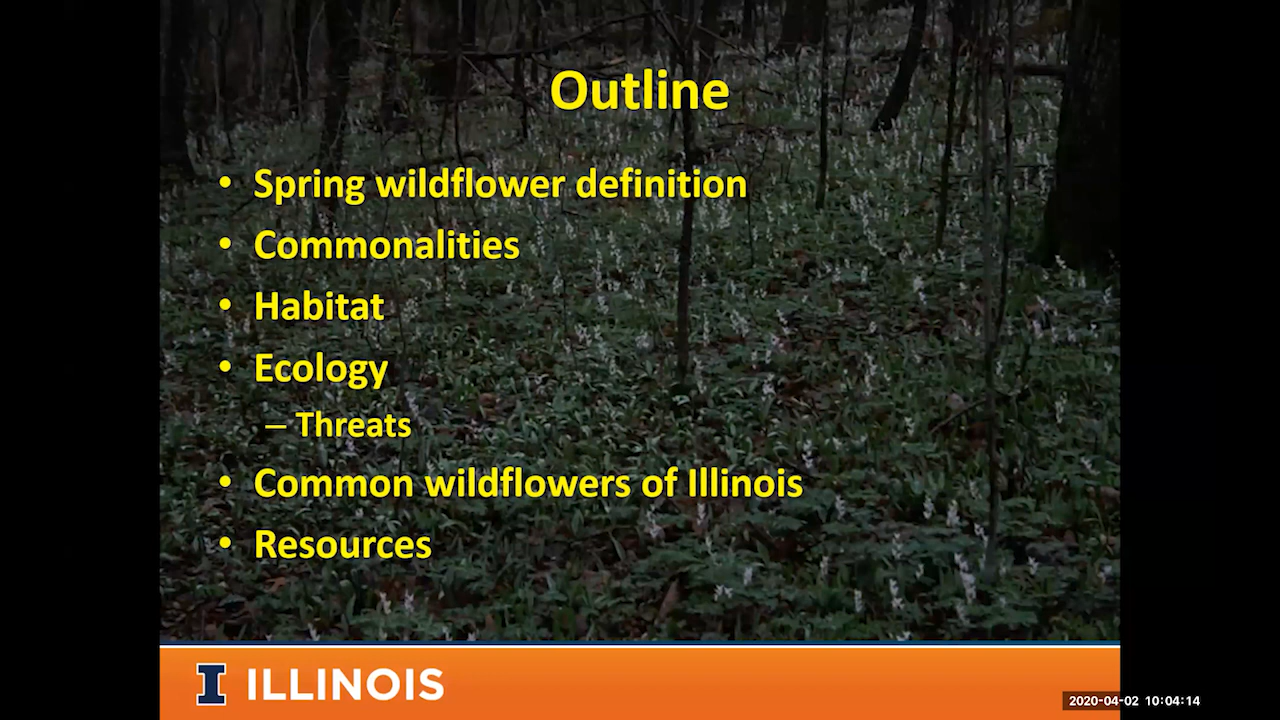 Outline
• Spring wildflower definition
• Commonalities
• Habitat
• Ecology
– Threats
• Common wildflowers of Illinois
• Resources
I ILLINOIS
2020-04-02 10:04:14